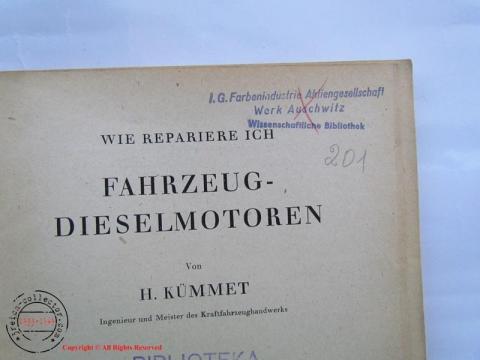 I.G. Farbenindustrie Aktiengesellschaft
Werk Auschwitz
Wissenschaftliche Bibliothek
201
WIE REPARIERE ICH
FAHRZEUG-
DIESELMOTOREN
Von
H. KÜMMET
Ingenieur und Meister des Kraftfahrzeughandwerks
BIBLIOTEKA
Copyright © All Rights Reserved